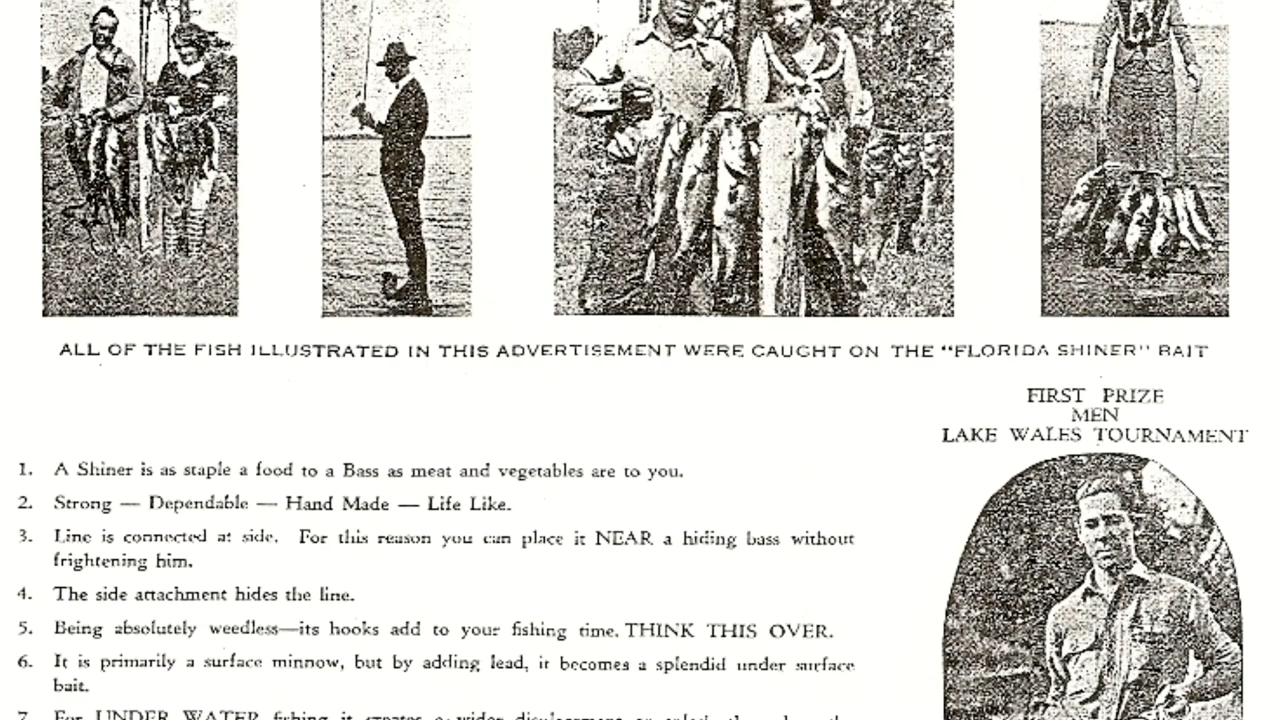 ALL OF THE FISH ILLUSTRATED IN THIS ADVERTISEMENT WERE CAUGHT ON THE "FLORIDA SHINER" BAIT
FIRST PRIZE
MEN
LAKE WALES TOURNAMENT
1. A Shiner is as staple a food to a Bass as meat and vegetables are to you.
2. Strong — Dependable — Hand Made — Life Like.
3. Line is connected at side. For this reason you can place it NEAR a hiding bass without
frightening him.
4. The side attachment hides the line.
5. Being absolutely weedless—its hooks add to your fishing time. THINK THIS OVER.
6. It is primarily a surface minnow, but by adding lead, it becomes a splendid under surface
bait.
7. For UNDER WATER fishing it creates a wider displacement or